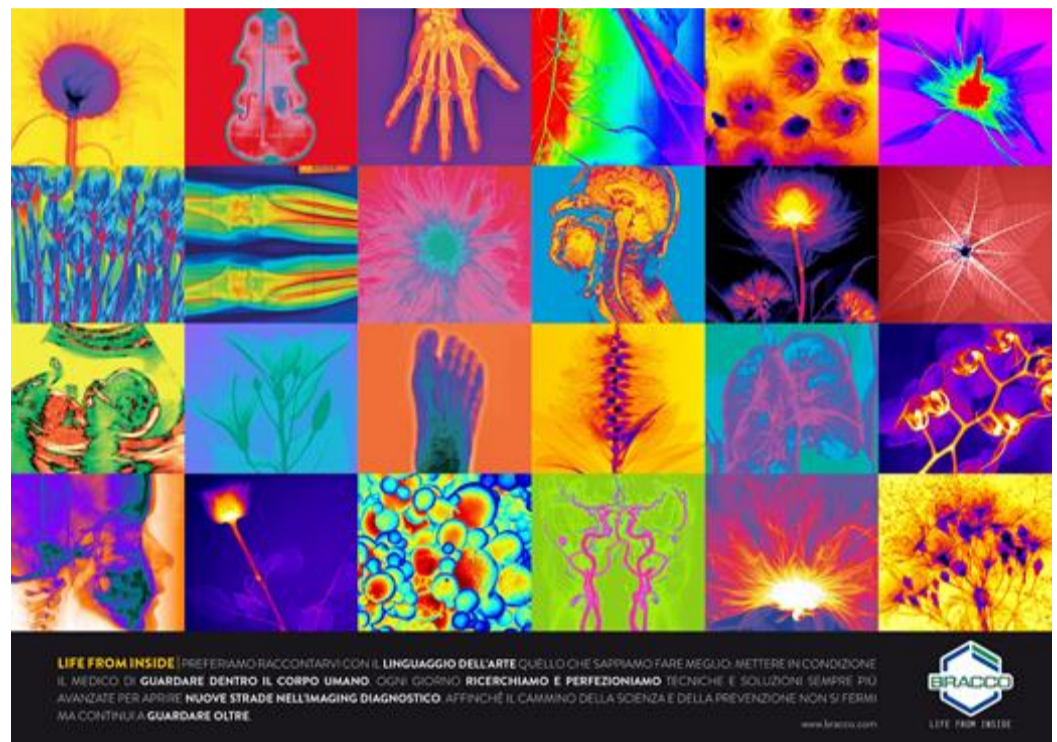 LIFE FROM INSIDE | PREFERIAMO RACCONTARVI CON IL LINGUAGGIO DELL'ARTE QUELLO CHE SAPPIAMO FARE MEGLIO: METTERE IN CONDIZIONE
IL MEDICO DI GUARDARE DENTRO IL CORPO UMANO. OGNI GIORNO RICERCHIAMO E PERFEZIONIAMO TECNICHE E SOLUZIONI SEMPRE PIÙ
AVANZATE PER APRIRE NUOVE STRADE NELL'IMAGING DIAGNOSTICO. AFFINCHÉ IL CAMMINO DELLA SCIENZA E DELLA PREVENZIONE NON SI FERMI
MA CONTINUI A GUARDARE OLTRE.
www.bracco.com
BRACCO
LIFE FROM INSIDE